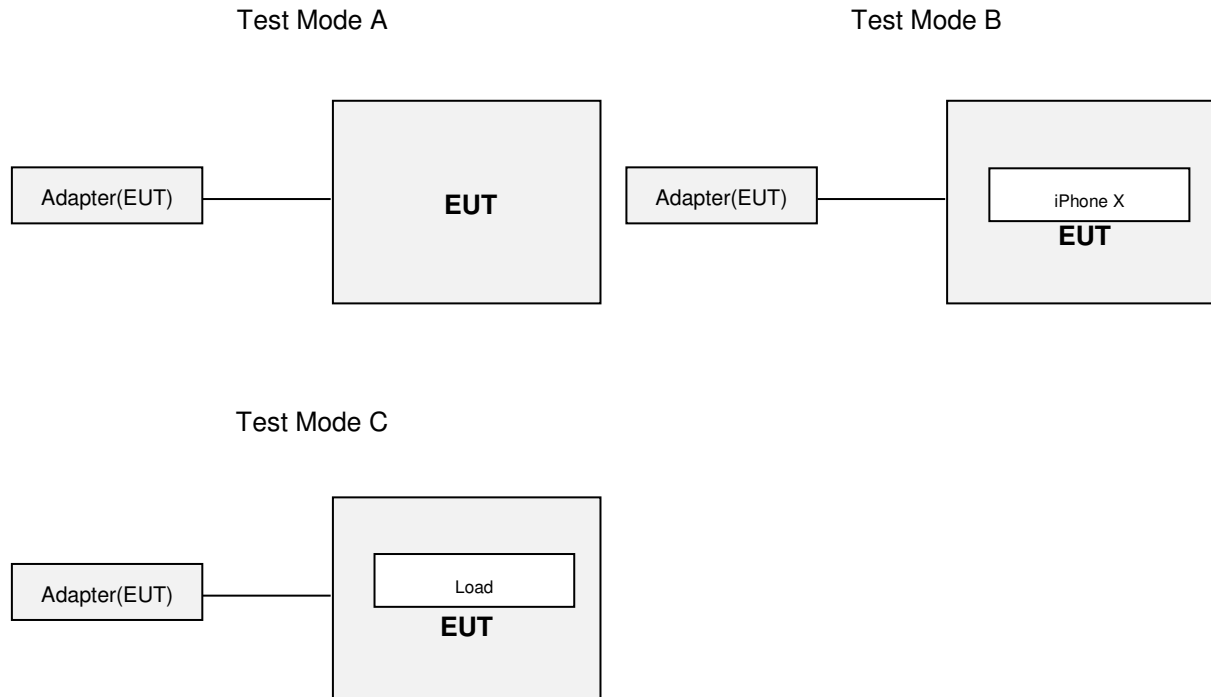 Test Mode A
Adapter(EUT)
EUT
Test Mode B
Adapter(EUT)
iPhone X
EUT
Test Mode C
Adapter(EUT)
Load
EUT